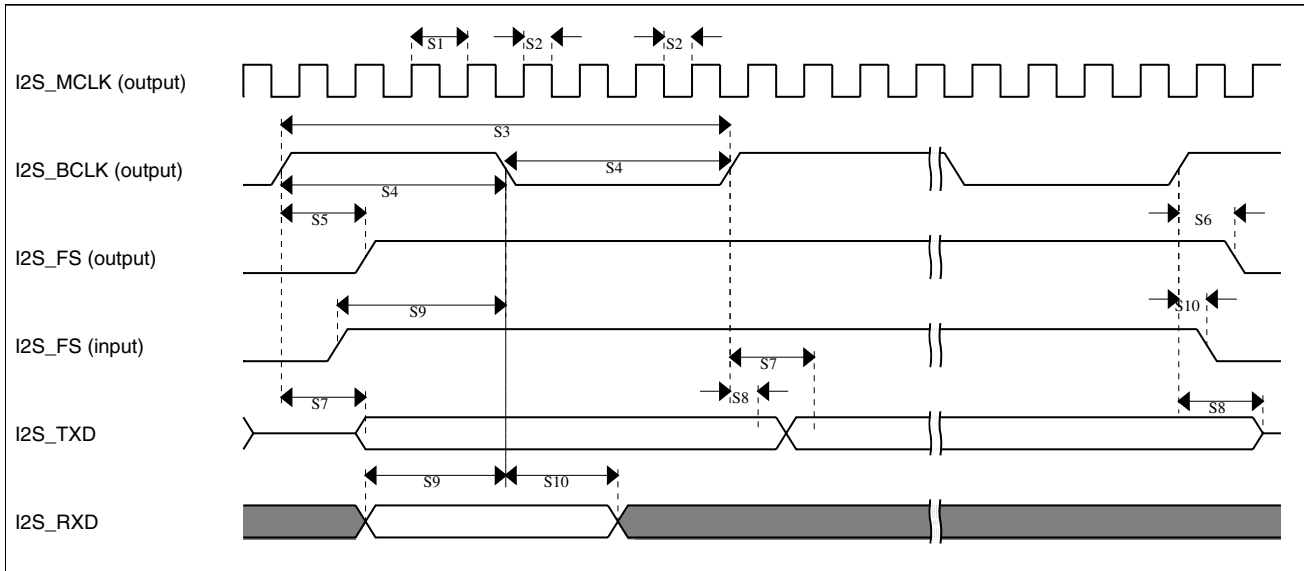 S1 S2 S2
I2S_MCLK (output)
S3
I2S_BCLK (output)
S4
S4
S5 S6
I2S_FS (output)
S9 S10
I2S_FS (input)
S7
S7 S8 S8
I2S_TXD
S9 S10
I2S_RXD